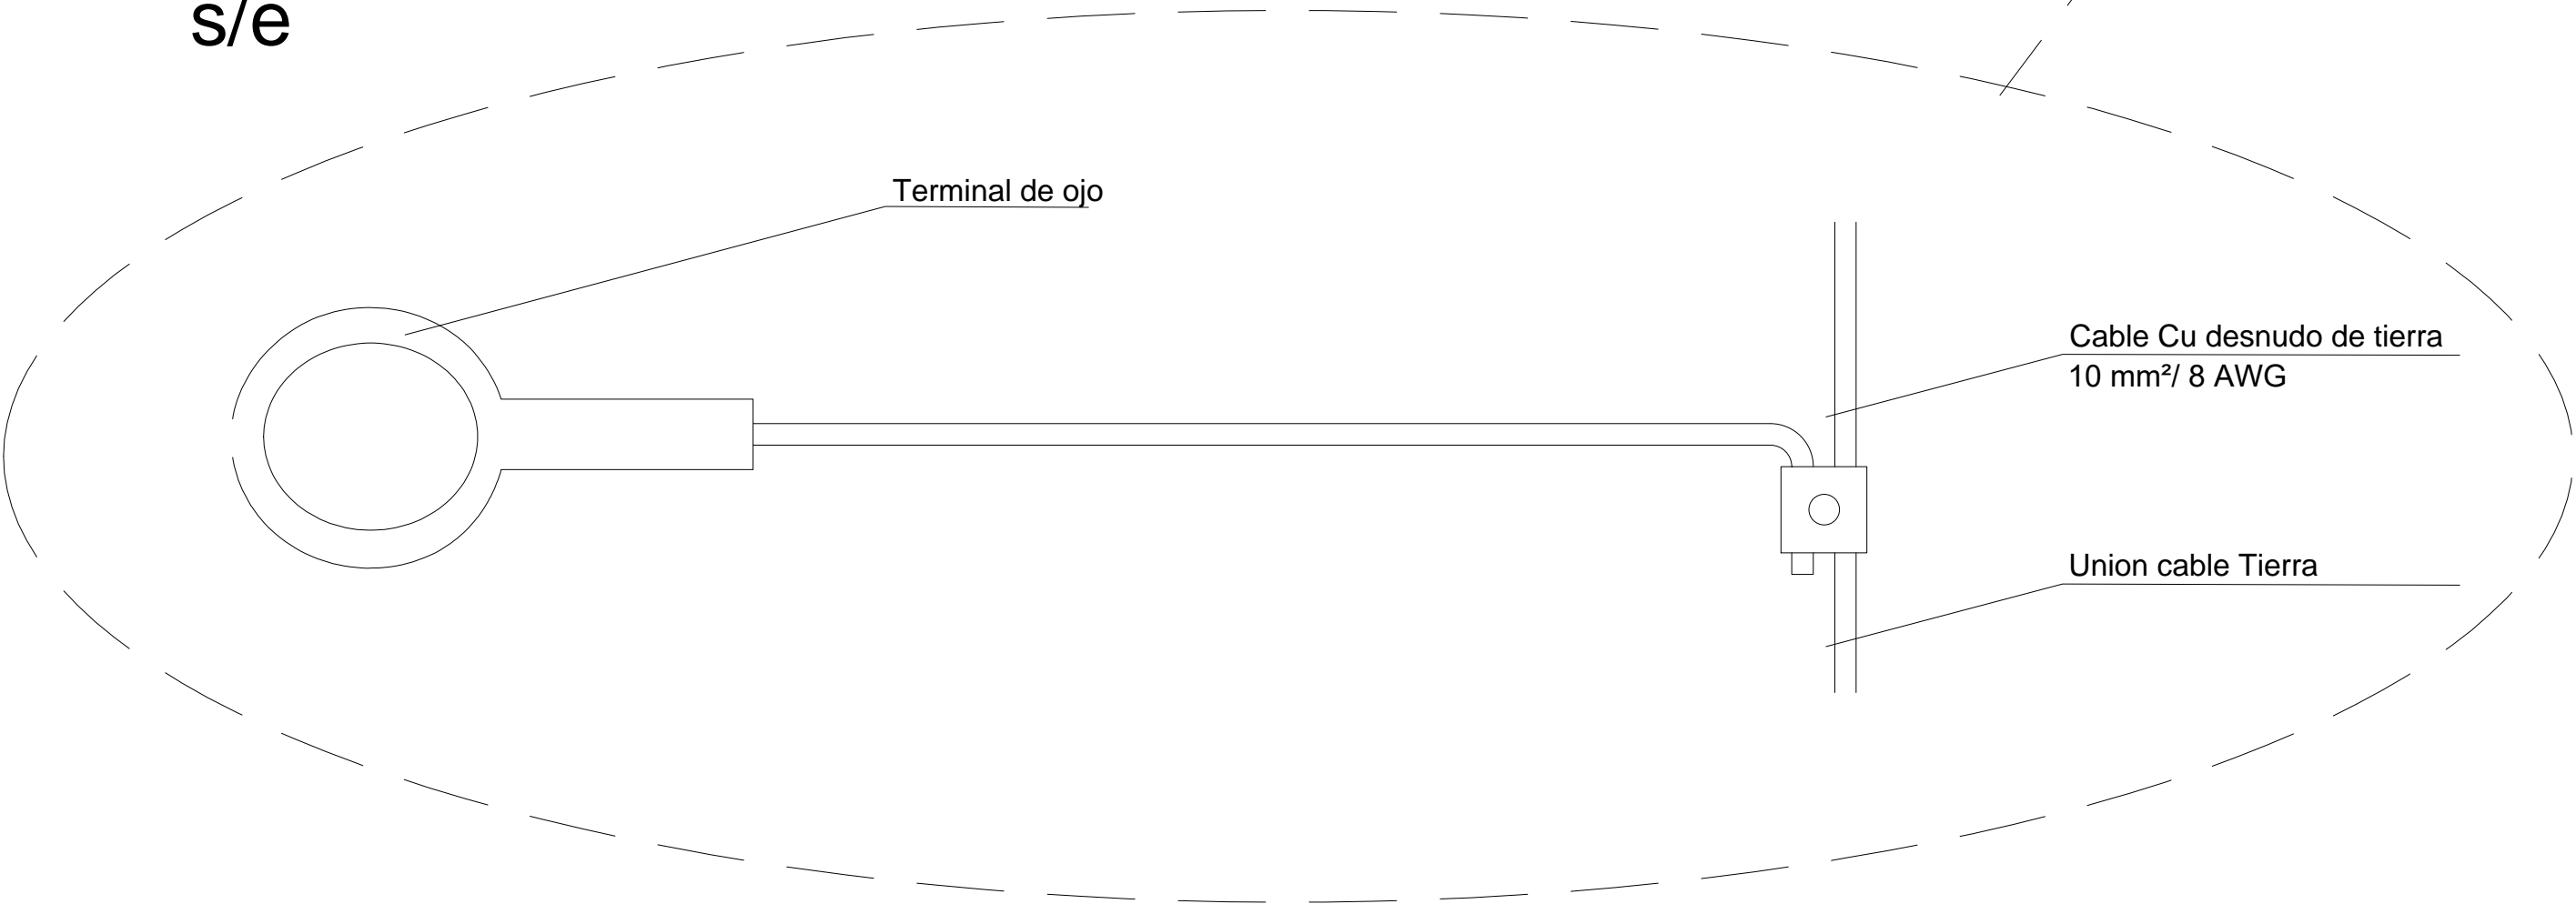 s/e
Terminal de ojo
Cable Cu desnudo de tierra
10 mm²/ 8 AWG
Union cable Tierra